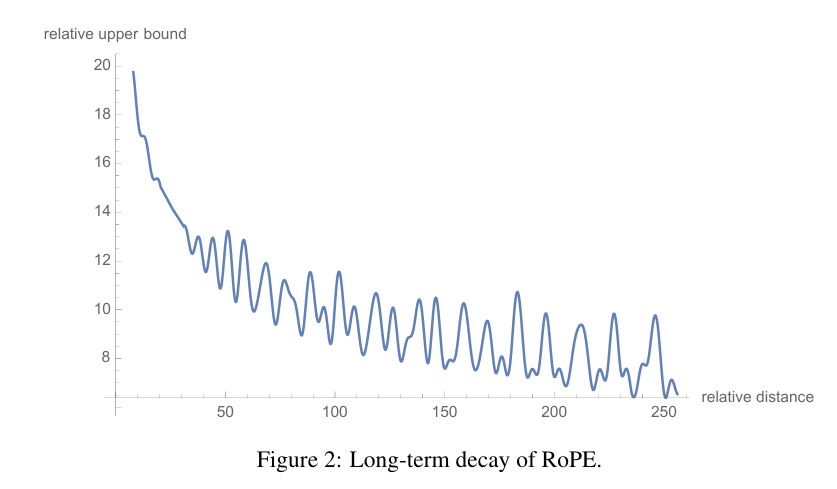 relative upper bound
20
18
16
14
12
10
8
50 100 150 200 250 relative distance
Figure 2: Long-term decay of RoPE.